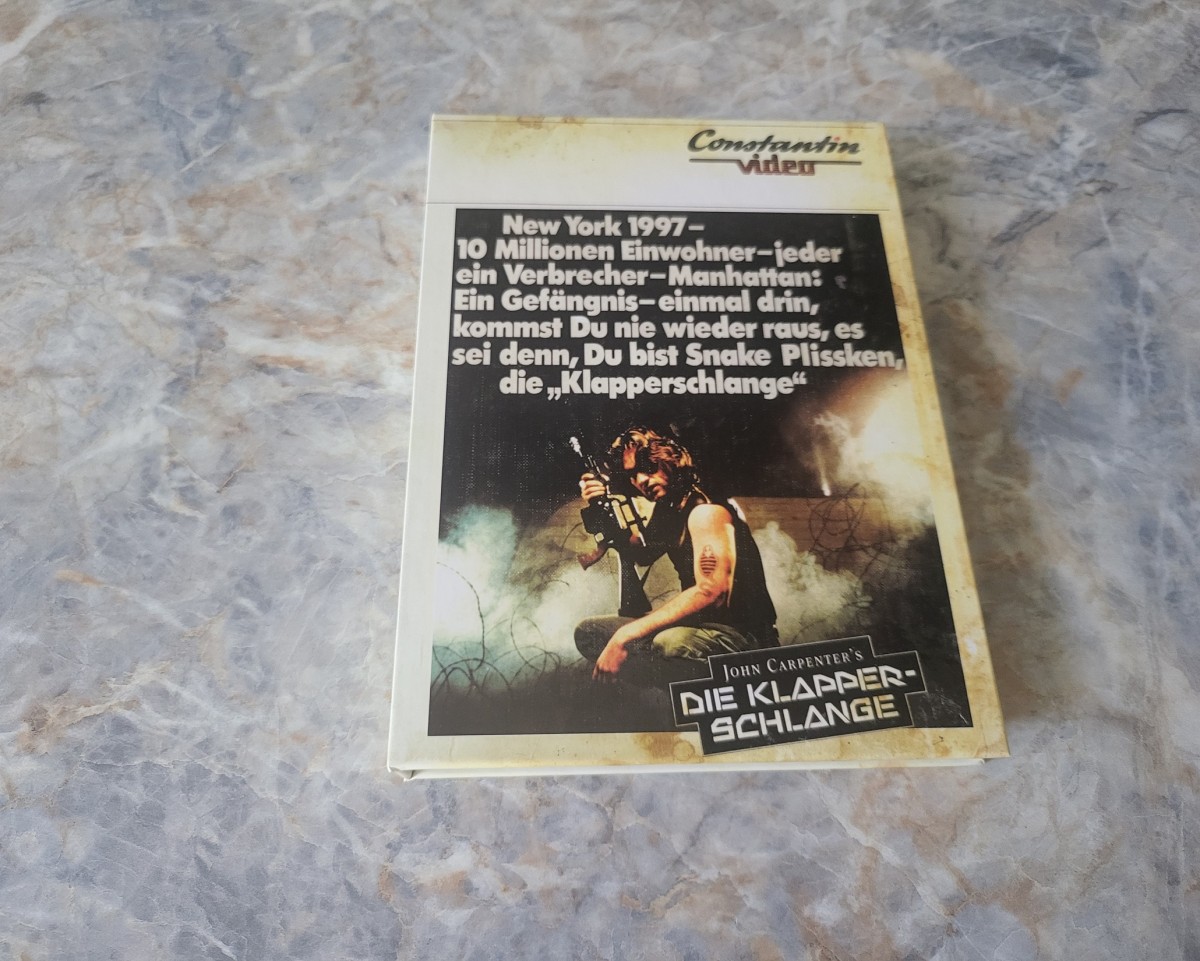 Constantin
video
New York 1997–
10 Millionen Einwohner–jeder
ein Verbrecher–Manhattan:
Ein Gefängnis–einmal drin,
kommst Du nie wieder raus, es
sei denn, Du bist Snake Plissken,
die „Klapperschlange“
JOHN CARPENTER'S
DIE KLAPPER-
SCHLANGE